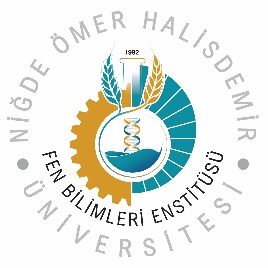 NİĞDE ÖMER HALİSDEMİR
ÜNİVERSİTESİ
1992
FEN BİLİMLERİ ENSTİTÜSÜ